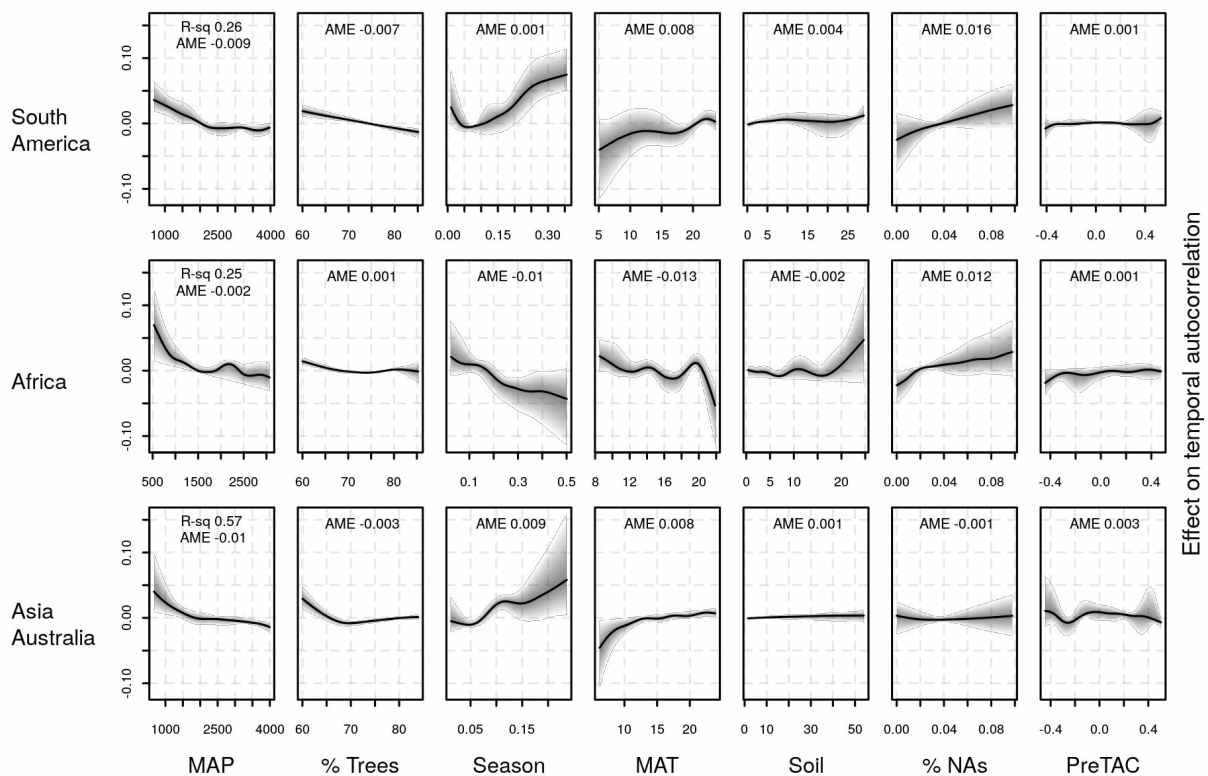 R-sq 0.26
AME -0.009
AME -0.007
AME 0.001
AME 0.008
AME 0.004
AME 0.016
AME 0.001
0.10
0.00
-0.10
South
America
1000 2500 4000
60 70 80
0.00 0.15 0.30
5 10 15 20
0 5 15 25
0.00 0.04 0.08
-0.4 0.0 0.4
R-sq 0.25
AME -0.002
AME 0.001
AME -0.01
AME -0.013
AME -0.002
AME 0.012
AME 0.001
0.10
0.00
-0.10
Africa
500 1500 2500
60 70 80
0.1 0.3 0.5
8 12 16 20
0 5 10 20
0.00 0.04 0.08
-0.4 0.0 0.4
R-sq 0.57
AME -0.01
AME -0.003
AME 0.009
AME 0.008
AME 0.001
AME -0.001
AME 0.003
0.10
0.00
-0.10
Asia
Australia
1000 2500 4000
60 70 80
0.05 0.15
10 15 20
0 10 30 50
0.00 0.04 0.08
-0.4 0.0 0.4
MAP
% Trees
Season
MAT
Soil
% NAs
PreTAC
Effect on temporal autocorrelation